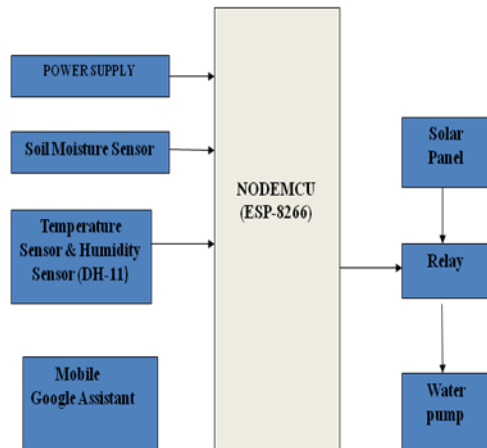 POWER SUPPLY
Soil Moisture Sensor
Temperature
Sensor & Humidity
Sensor (DH-11)
Mobile
Google Assistant
NODEMCU
(ESP-8266)
Solar
Panel
Relay
Water
pump